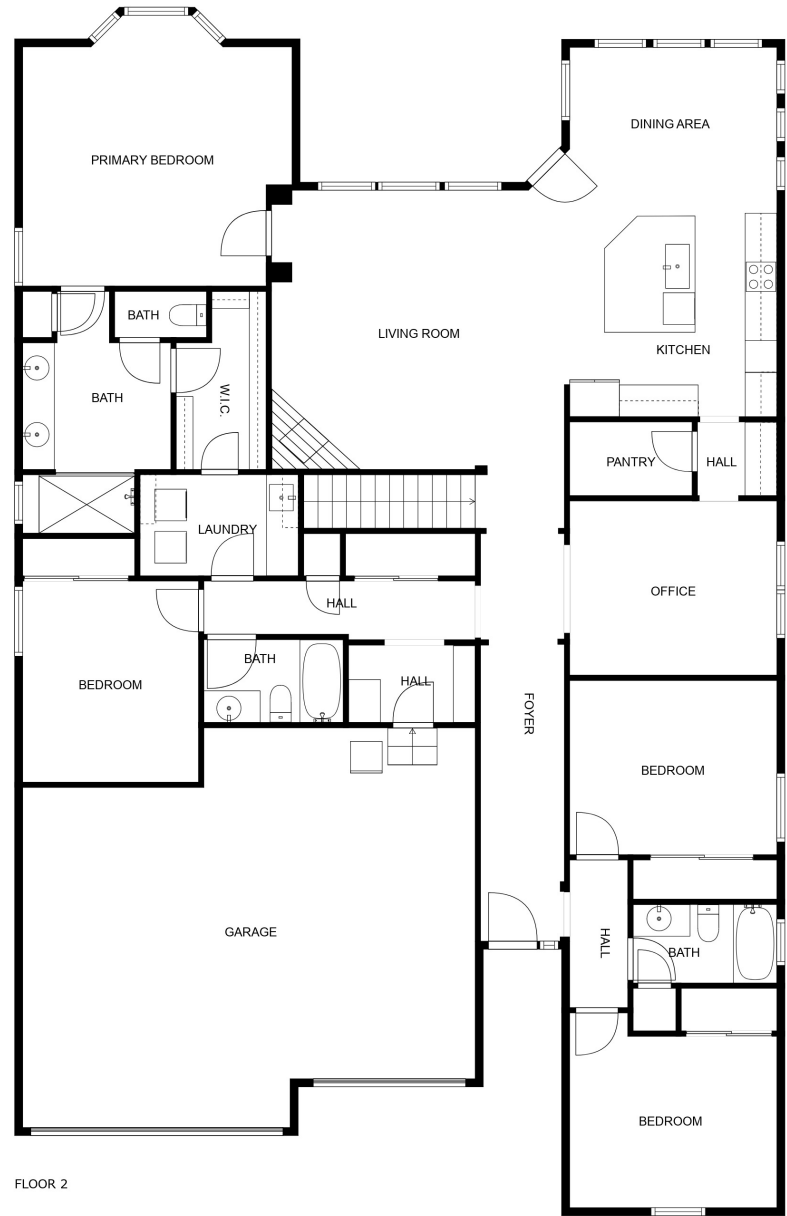 DINING AREA
PRIMARY BEDROOM
BATH
LIVING ROOM
KITCHEN
BATH
W.I.C.
PANTRY
HALL
LAUNDRY
OFFICE
HALL
BATH
HALL
BEDROOM
FOYER
BEDROOM
GARAGE
HALL
BATH
BEDROOM
FLOOR 2